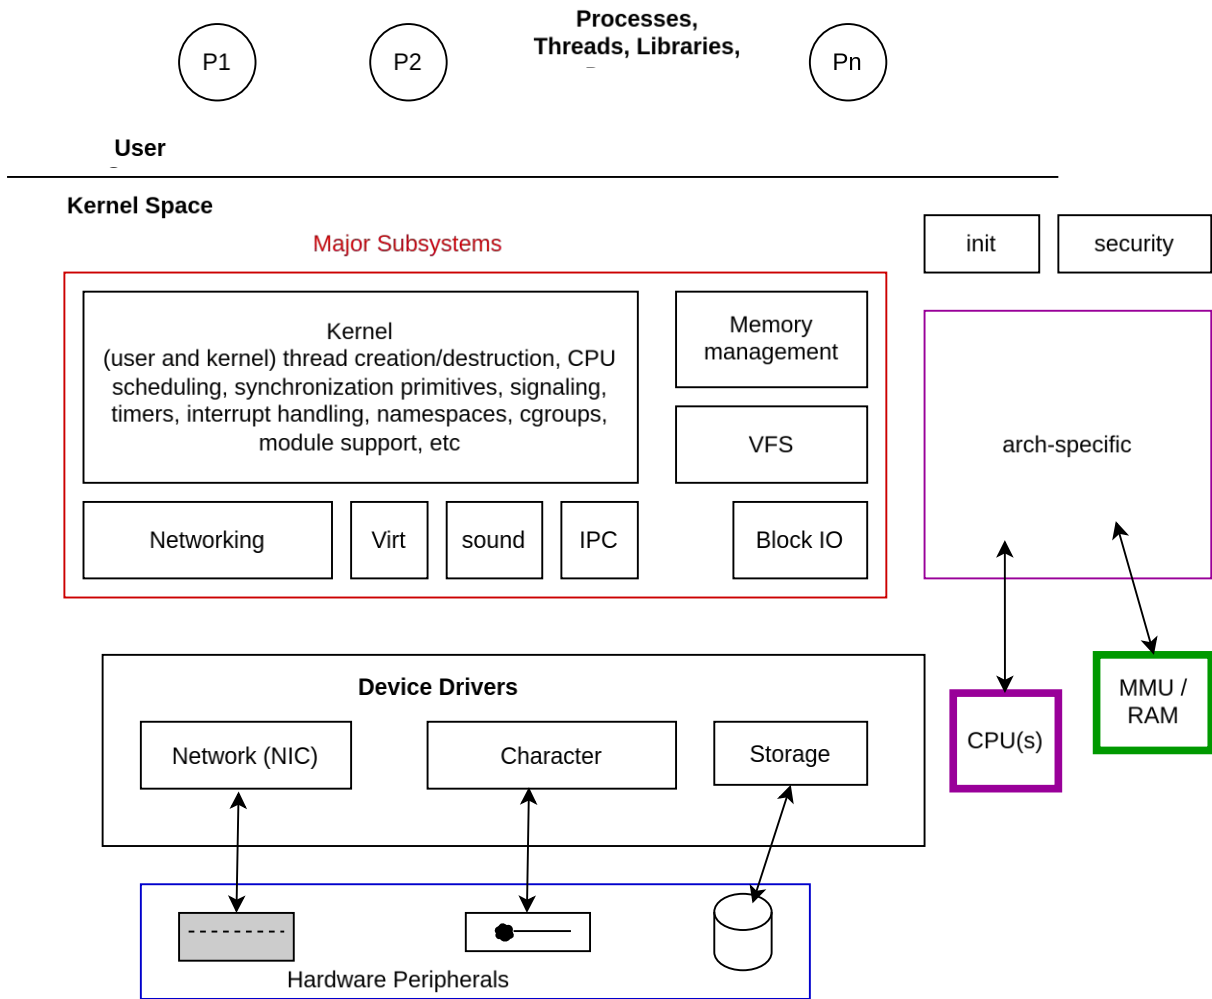 P1
P2
Processes,
Threads, Libraries,
Pn
User
Kernel Space
Major Subsystems
init
security
Kernel
(user and kernel) thread creation/destruction, CPU
scheduling, synchronization primitives, signaling,
timers, interrupt handling, namespaces, cgroups,
module support, etc
Memory
management
VFS
arch-specific
Networking
Virt
sound
IPC
Block IO
Device Drivers
Network (NIC)
Character
Storage
CPU(s)
MMU /
RAM
Hardware Peripherals